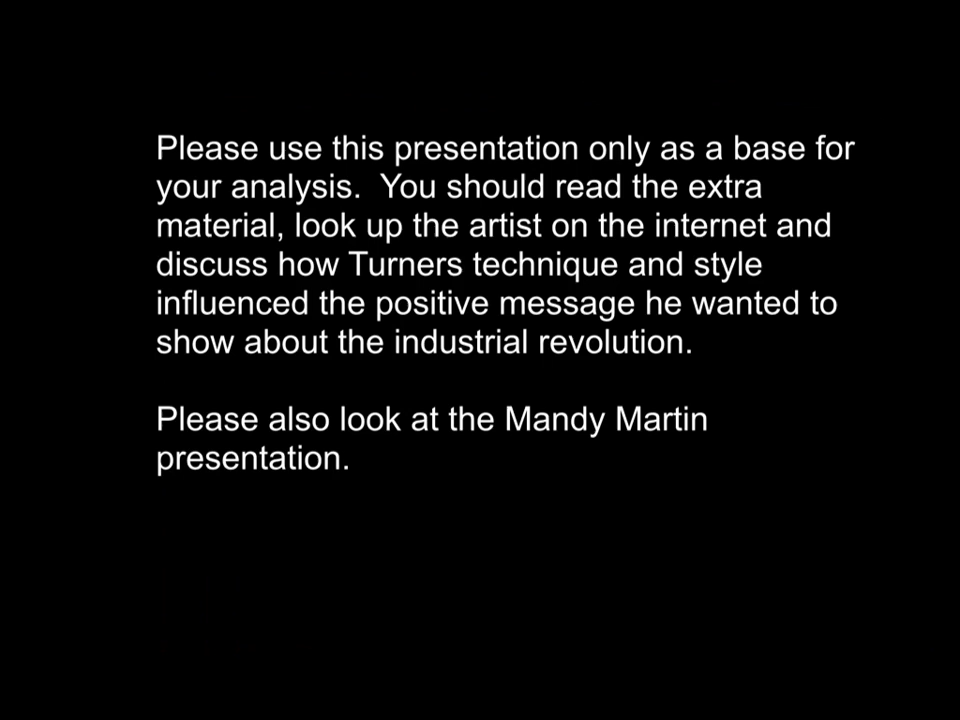 Please use this presentation only as a base for
your analysis.  You should read the extra
material, look up the artist on the internet and
discuss how Turners technique and style
influenced the positive message he wanted to
show about the industrial revolution.
Please also look at the Mandy Martin
presentation.